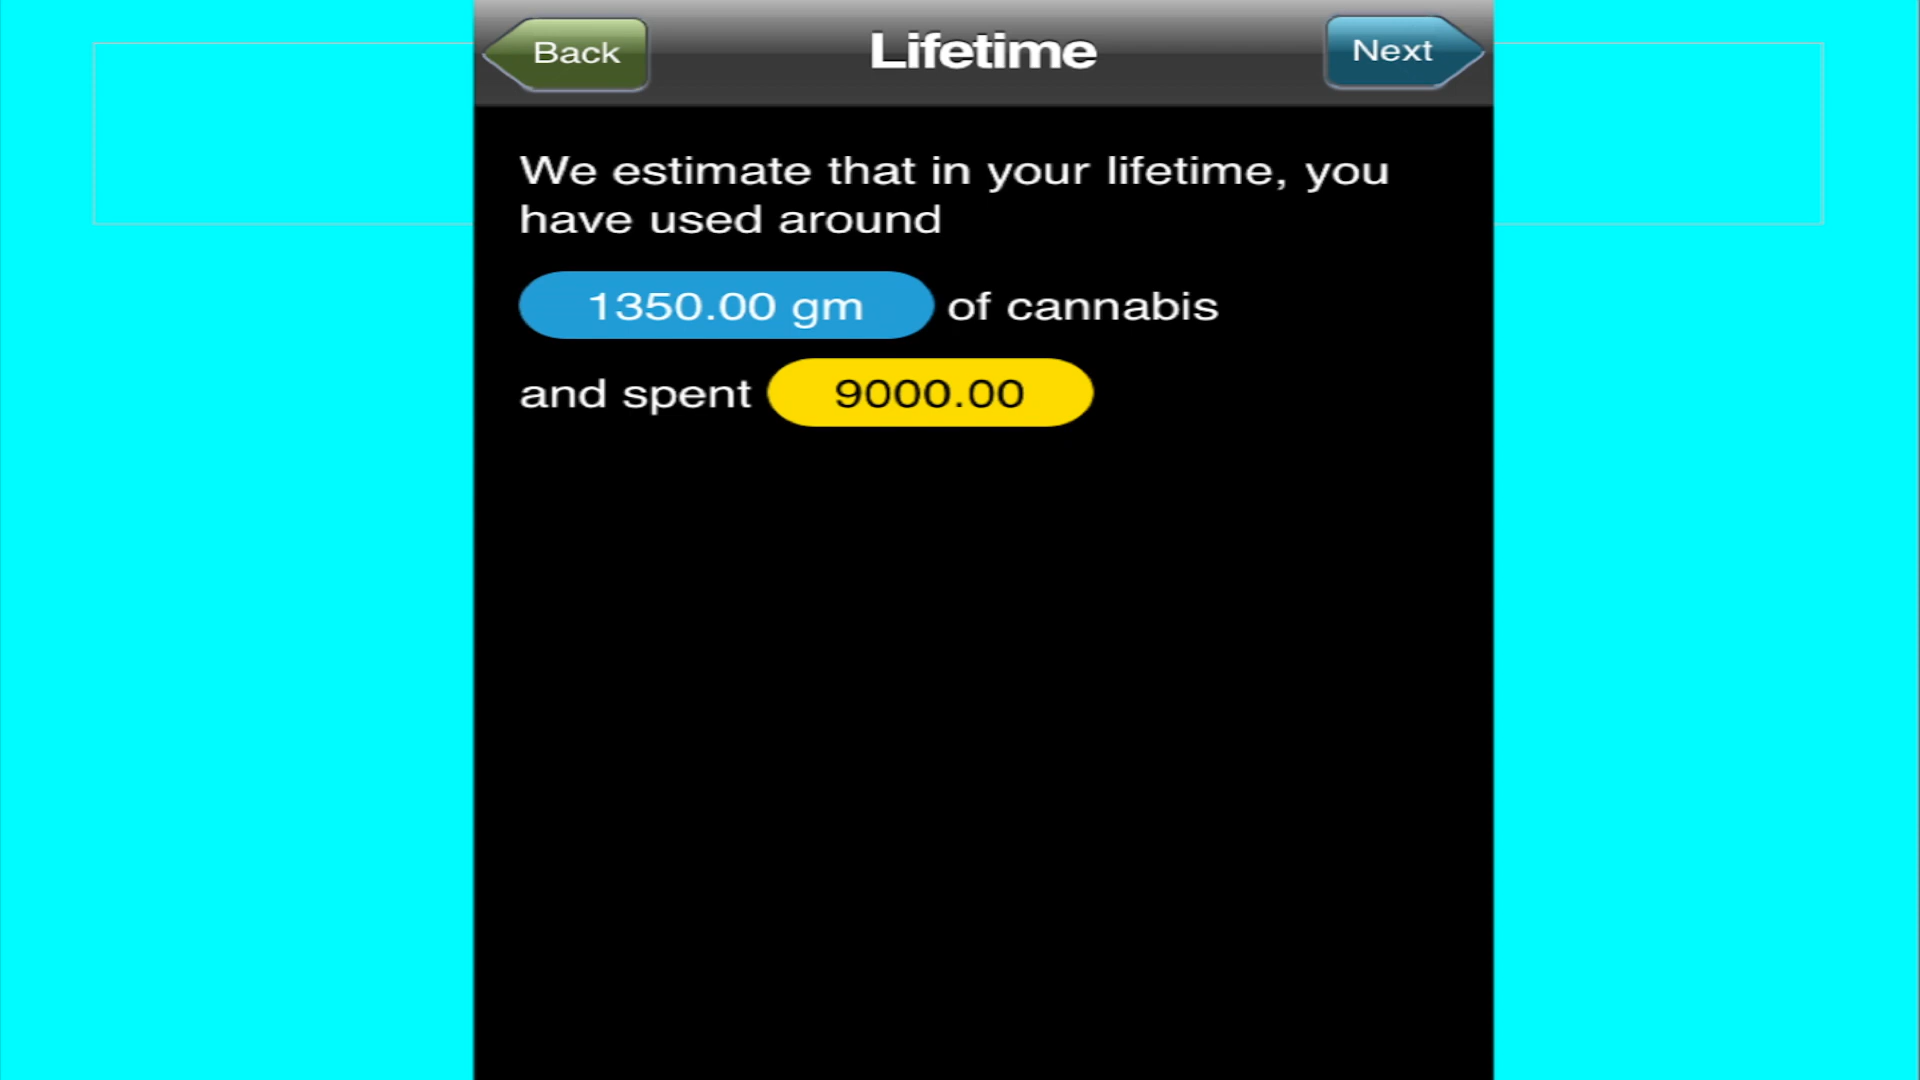 Back Lifetime Next
We estimate that in your lifetime, you
have used around
1350.00 gm of cannabis
and spent 9000.00